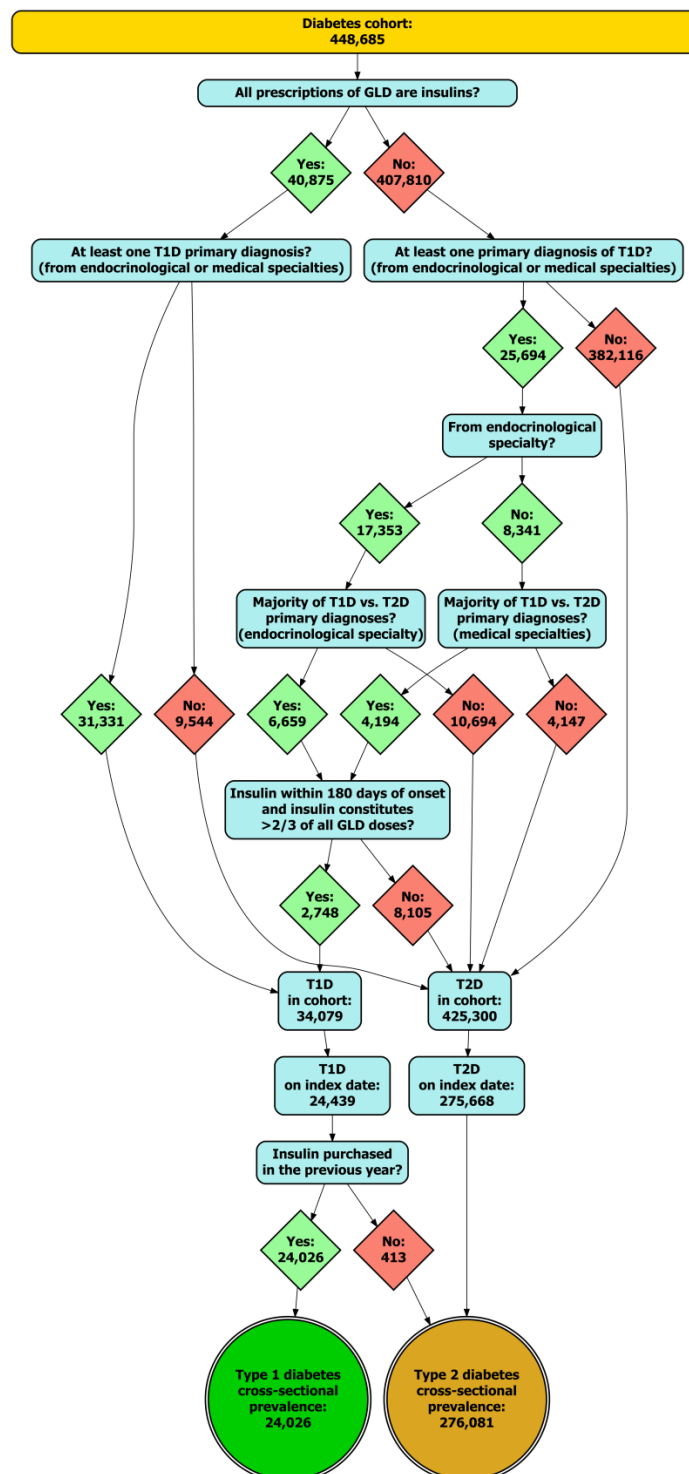 Diabetes cohort:
448,685
All prescriptions of GLD are insulins?
Yes:
40,875
No:
407,810
At least one T1D primary diagnosis?
(from endocrinological or medical specialties)
At least one primary diagnosis of T1D?
(from endocrinological or medical specialties)
Yes:
25,694
No:
382,116
From endocrinological
specialty?
Yes:
17,353
No:
8,341
Majority of T1D vs. T2D
primary diagnoses?
(endocrinological specialty)
Majority of T1D vs. T2D
primary diagnoses?
(medical specialties)
Yes:
31,331
No:
9,544
Yes:
6,659
Yes:
4,194
No:
10,694
No:
4,147
Insulin within 180 days of onset
and insulin constitutes
>2/3 of all GLD doses?
Yes:
2,748
No:
8,105
T1D
in cohort:
34,079
T2D
in cohort:
425,300
T1D
on index date:
24,439
T2D
on index date:
275,668
Insulin purchased
in the previous year?
Yes:
24,026
No:
413
Type 1 diabetes
cross-sectional
prevalence:
24,026
Type 2 diabetes
cross-sectional
prevalence:
276,081